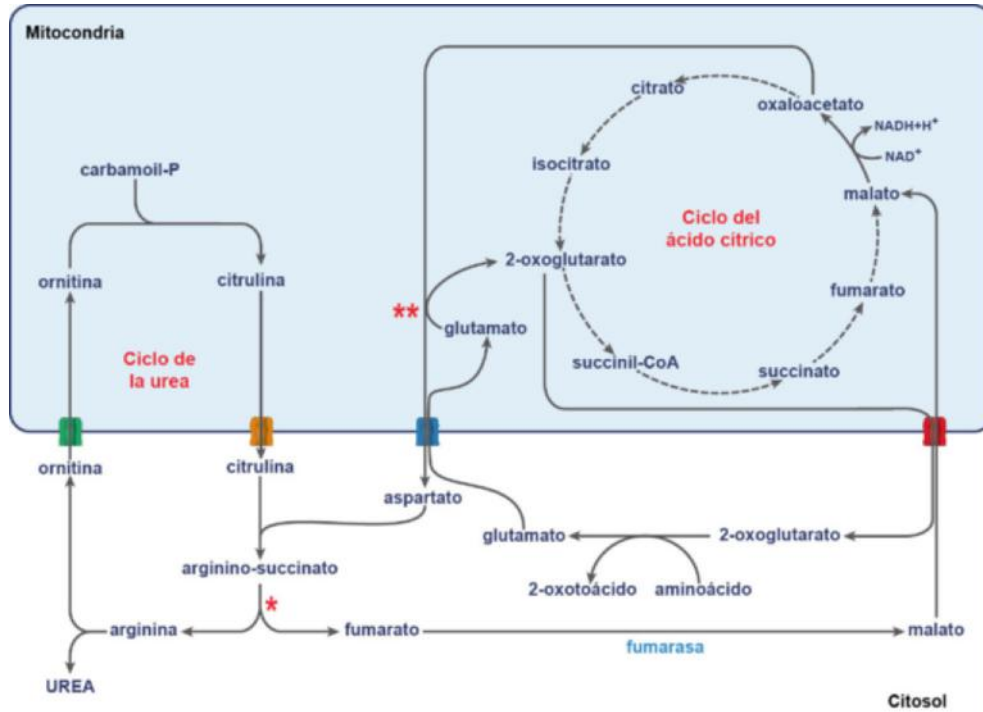 Mitocondria
citrato
oxaloacetato
NADH+H+
NAD+
carbamoil-P
isocitrato
malato
Ciclo del
ácido cítrico
2-oxoglutarato
ornitina
citrulina
fumarato
**
glutamato
Ciclo de
la urea
succinil-CoA
succinato
ornitina
citrulina
aspartato
glutamato
2-oxoglutarato
arginino-succinato
2-oxotoácido
aminoácido
*
arginina
fumarato
malato
fumarasa
UREA
Citosol